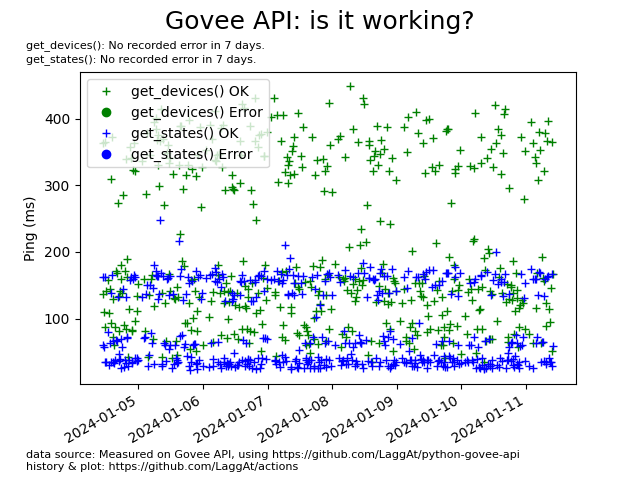 Govee API: is it working?
get_devices(): No recorded error in 7 days.
get_states(): No recorded error in 7 days.
get_devices() OK
get_devices() Error
get_states() OK
get_states() Error
Ping (ms)
400
300
200
100
2024-01-05
2024-01-06
2024-01-07
2024-01-08
2024-01-09
2024-01-10
2024-01-11
data source: Measured on Govee API, using https://github.com/LaggAt/python-govee-api
history & plot: https://github.com/LaggAt/actions